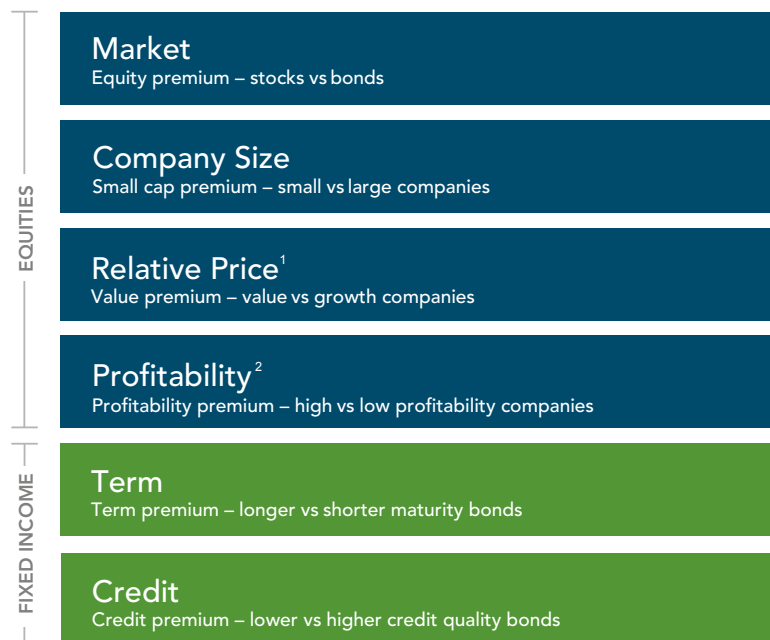 EQUITIES
Market
Equity premium – stocks vs bonds
Company Size
Small cap premium – small vs large companies
Relative Price¹
Value premium – value vs growth companies
Profitability²
Profitability premium – high vs low profitability companies
FIXED INCOME
Term
Term premium – longer vs shorter maturity bonds
Credit
Credit premium – lower vs higher credit quality bonds